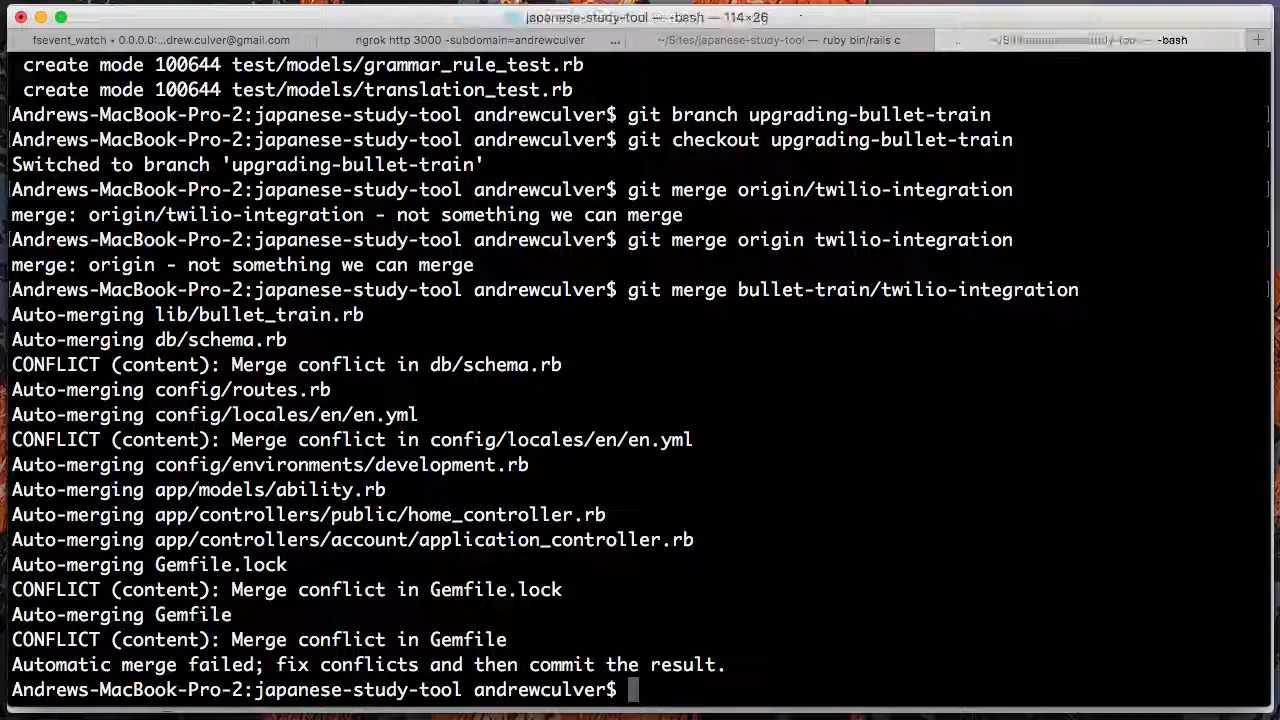 japanese-study-tool — -bash — 114×26
fsevent_watch • 0.0.0.0:...drew.culver@gmail.com
ngrok http 3000 -subdomain=andrewculver ...
~/Sites/japanese-study-tool — ruby bin/rails c
-bash
create mode 100644 test/models/grammar_rule_test.rb
create mode 100644 test/models/translation_test.rb
Andrews-MacBook-Pro-2:japanese-study-tool andrewculver$ git branch upgrading-bullet-train
Andrews-MacBook-Pro-2:japanese-study-tool andrewculver$ git checkout upgrading-bullet-train
Switched to branch 'upgrading-bullet-train'
Andrews-MacBook-Pro-2:japanese-study-tool andrewculver$ git merge origin/twilio-integration
merge: origin/twilio-integration - not something we can merge
Andrews-MacBook-Pro-2:japanese-study-tool andrewculver$ git merge origin twilio-integration
merge: origin - not something we can merge
Andrews-MacBook-Pro-2:japanese-study-tool andrewculver$ git merge bullet-train/twilio-integration
Auto-merging lib/bullet_train.rb
Auto-merging db/schema.rb
CONFLICT (content): Merge conflict in db/schema.rb
Auto-merging config/routes.rb
Auto-merging config/locales/en/en.yml
CONFLICT (content): Merge conflict in config/locales/en/en.yml
Auto-merging config/environments/development.rb
Auto-merging app/models/ability.rb
Auto-merging app/controllers/public/home_controller.rb
Auto-merging app/controllers/account/application_controller.rb
Auto-merging Gemfile.lock
CONFLICT (content): Merge conflict in Gemfile.lock
Auto-merging Gemfile
CONFLICT (content): Merge conflict in Gemfile
Automatic merge failed; fix conflicts and then commit the result.
Andrews-MacBook-Pro-2:japanese-study-tool andrewculver$